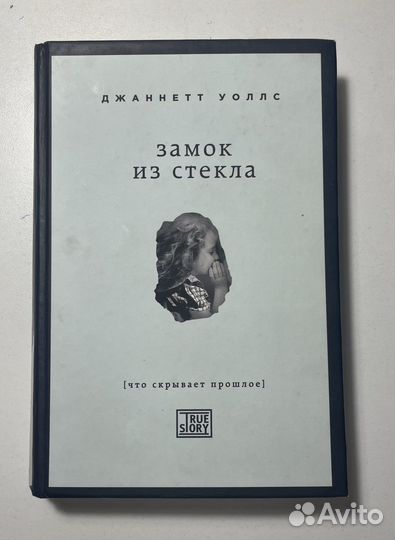 ДЖАННЕТТ УОЛЛС
ЗАМОК
ИЗ СТЕКЛА
[что скрывает прошлое]
TRUE
STORY
Avito